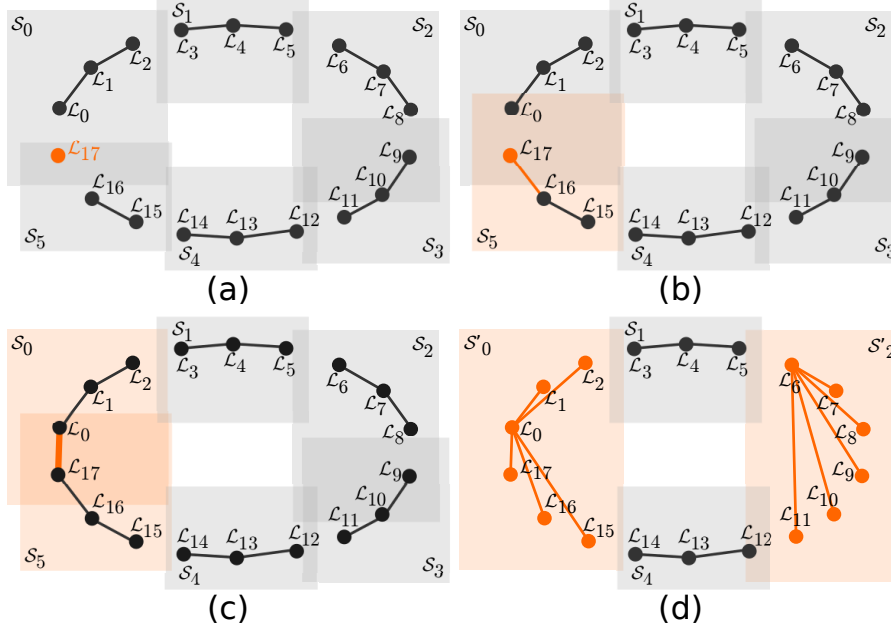 S₀ S₁ S₂
L₀ L₁ L₂ L₃ L₄ L₅ L₆ L₇ L₈
L₁₇ L₁₆ L₁₅ L₁₄ L₁₃ L₁₂ L₁₁ L₁₀ L₉
S₅ S₄ S₃
(a)
S₀ S₁ S₂
L₀ L₁ L₂ L₃ L₄ L₅ L₆ L₇ L₈
L₁₇ L₁₆ L₁₅ L₁₄ L₁₃ L₁₂ L₁₁ L₁₀ L₉
S₅ S₄ S₃
(b)
S₀ S₁ S₂
L₀ L₁ L₂ L₃ L₄ L₅ L₆ L₇ L₈
L₁₇ L₁₆ L₁₅ L₁₄ L₁₃ L₁₂ L₁₁ L₁₀ L₉
S₅ S₄ S₃
(c)
S'₀ S₁ S'₂
L₀ L₁ L₂ L₃ L₄ L₅ L₆ L₇ L₈
L₁₇ L₁₆ L₁₅ L₁₄ L₁₃ L₁₂ L₁₁ L₁₀ L₉
S₄
(d)